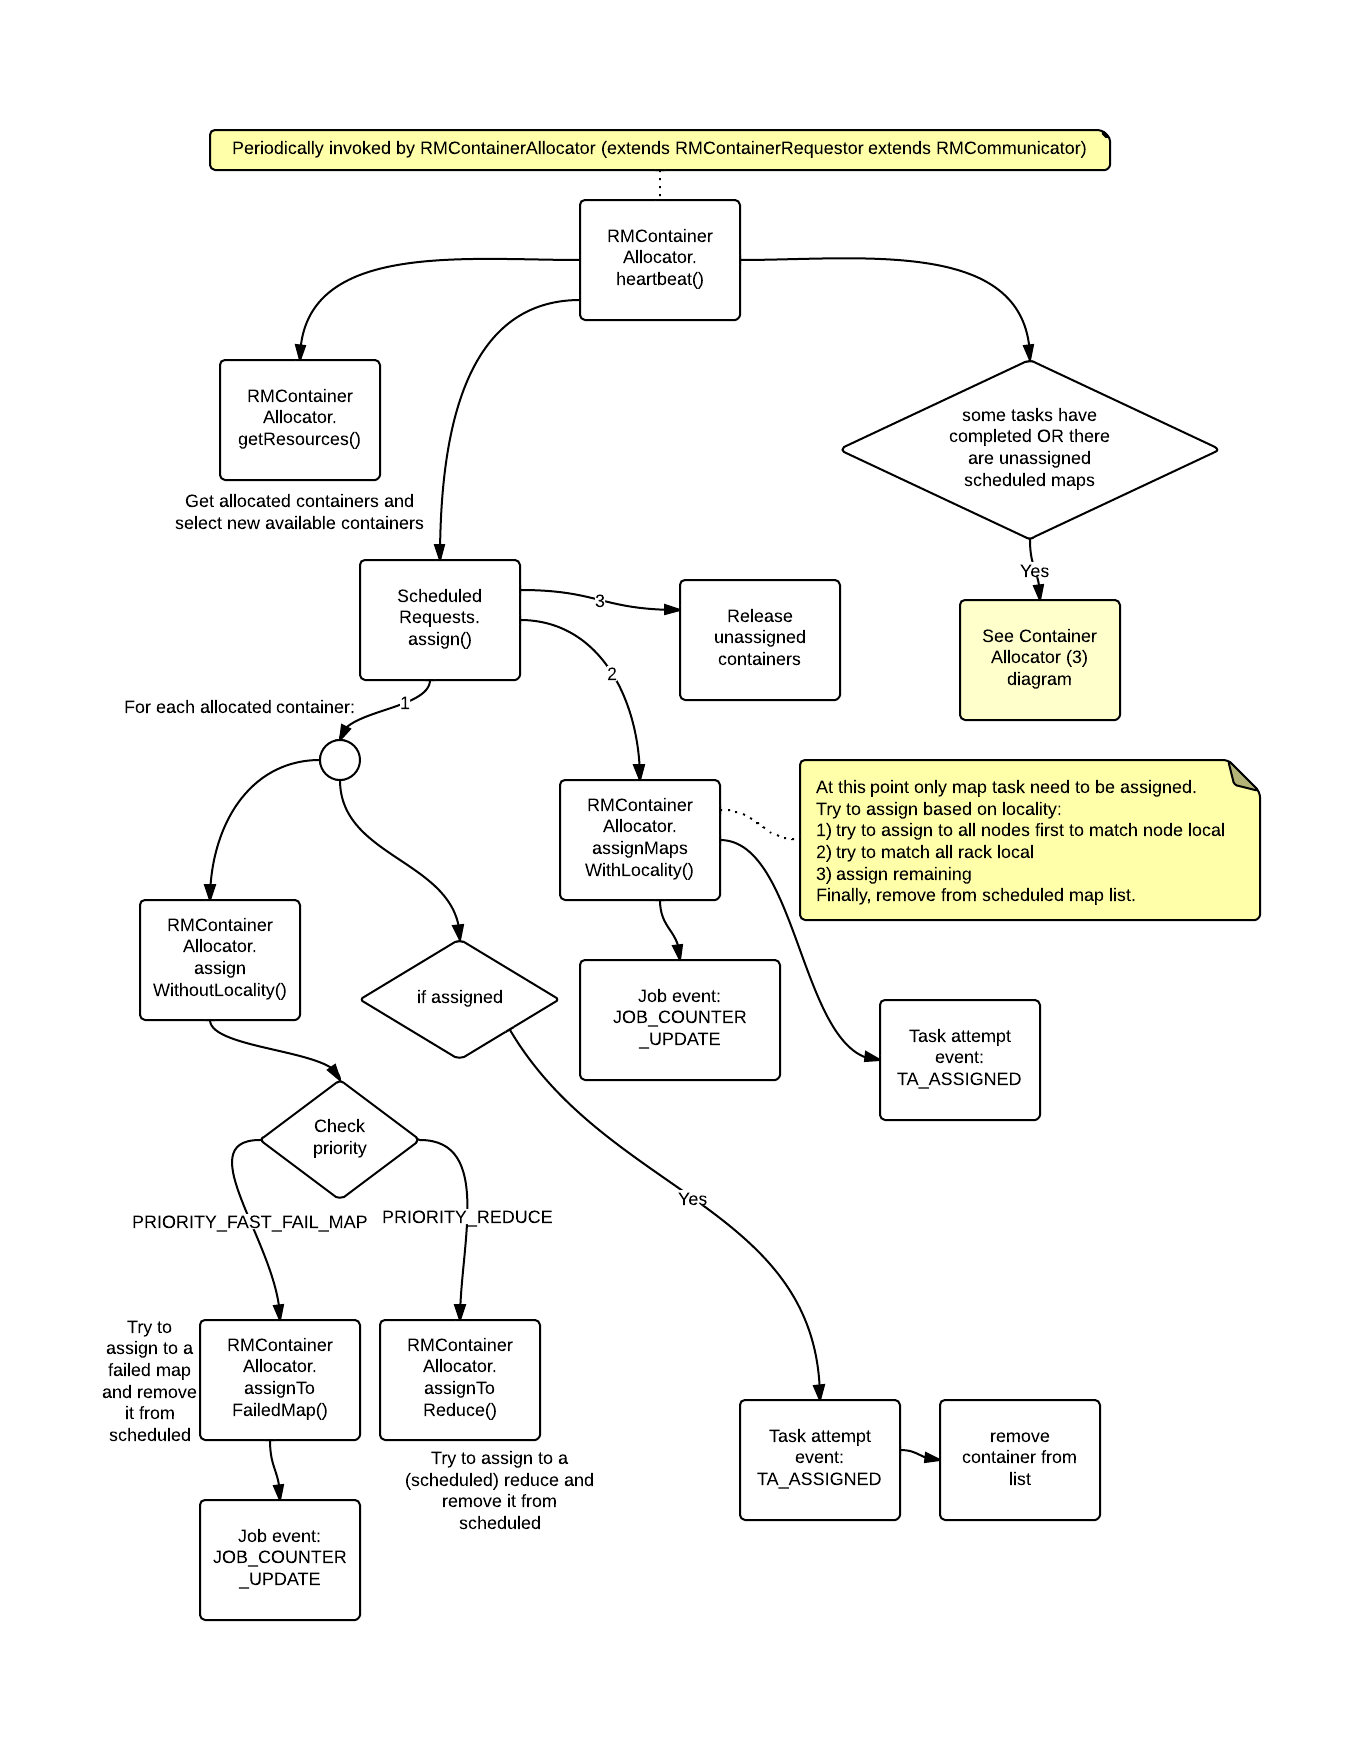 Periodically invoked by RMContainerAllocator (extends RMContainerRequestor extends RMCommunicator)
RMContainer
Allocator.
heartbeat()
RMContainer
Allocator.
getResources()
Get allocated containers and
select new available containers
some tasks have
completed OR there
are unassigned
scheduled maps
Yes
See Container
Allocator (3)
diagram
Scheduled
Requests.
assign()
3
Release
unassigned
containers
2
1
For each allocated container:
RMContainer
Allocator.
assignMaps
WithLocality()
At this point only map task need to be assigned.
Try to assign based on locality:
1) try to assign to all nodes first to match node local
2) try to match all rack local
3) assign remaining
Finally, remove from scheduled map list.
RMContainer
Allocator.
assign
WithoutLocality()
if assigned
Job event:
JOB_COUNTER
_UPDATE
Task attempt
event:
TA_ASSIGNED
Check
priority
Yes
PRIORITY_FAST_FAIL_MAP
PRIORITY_REDUCE
Try to
assign to a
failed map
and remove
it from
scheduled
RMContainer
Allocator.
assignTo
FailedMap()
RMContainer
Allocator.
assignTo
Reduce()
Try to assign to a
(scheduled) reduce and
remove it from
scheduled
Task attempt
event:
TA_ASSIGNED
remove
container from
list
Job event:
JOB_COUNTER
_UPDATE